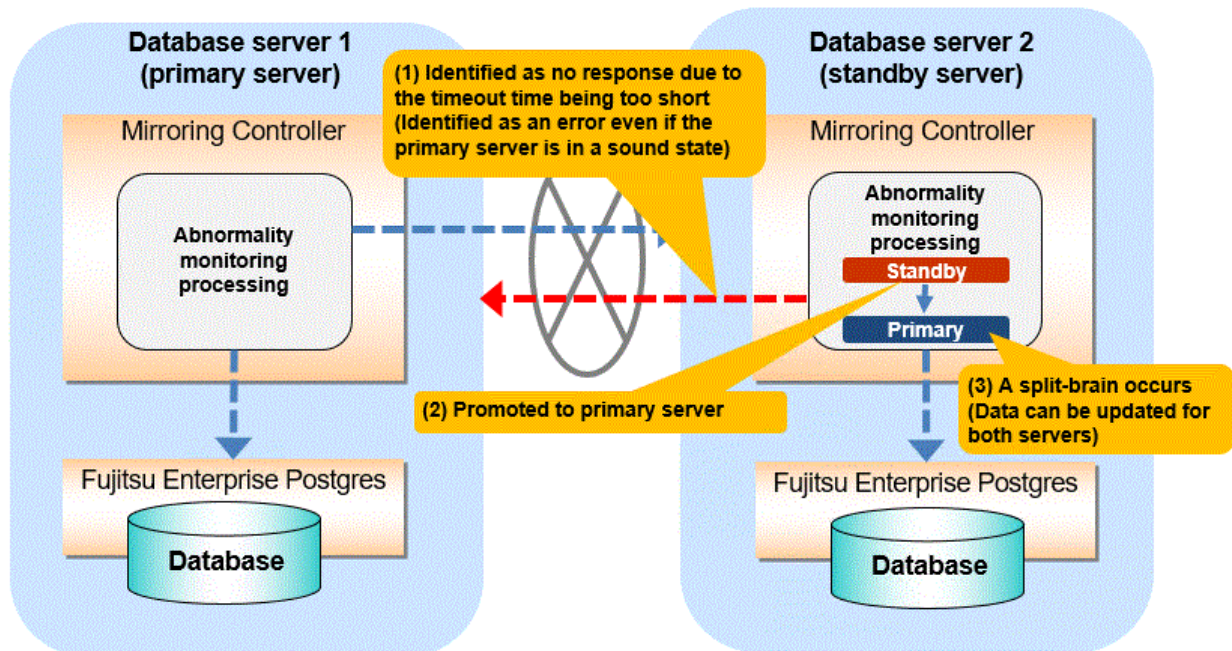 Database server 1
(primary server)
Mirroring Controller
Abnormality
monitoring
processing
Fujitsu Enterprise Postgres
Database
(1) Identified as no response due to
the timeout time being too short
(Identified as an error even if the
primary server is in a sound state)
(2) Promoted to primary server
Database server 2
(standby server)
Mirroring Controller
Abnormality
monitoring
processing
Standby
Primary
(3) A split-brain occurs
(Data can be updated for
both servers)
Fujitsu Enterprise Postgres
Database